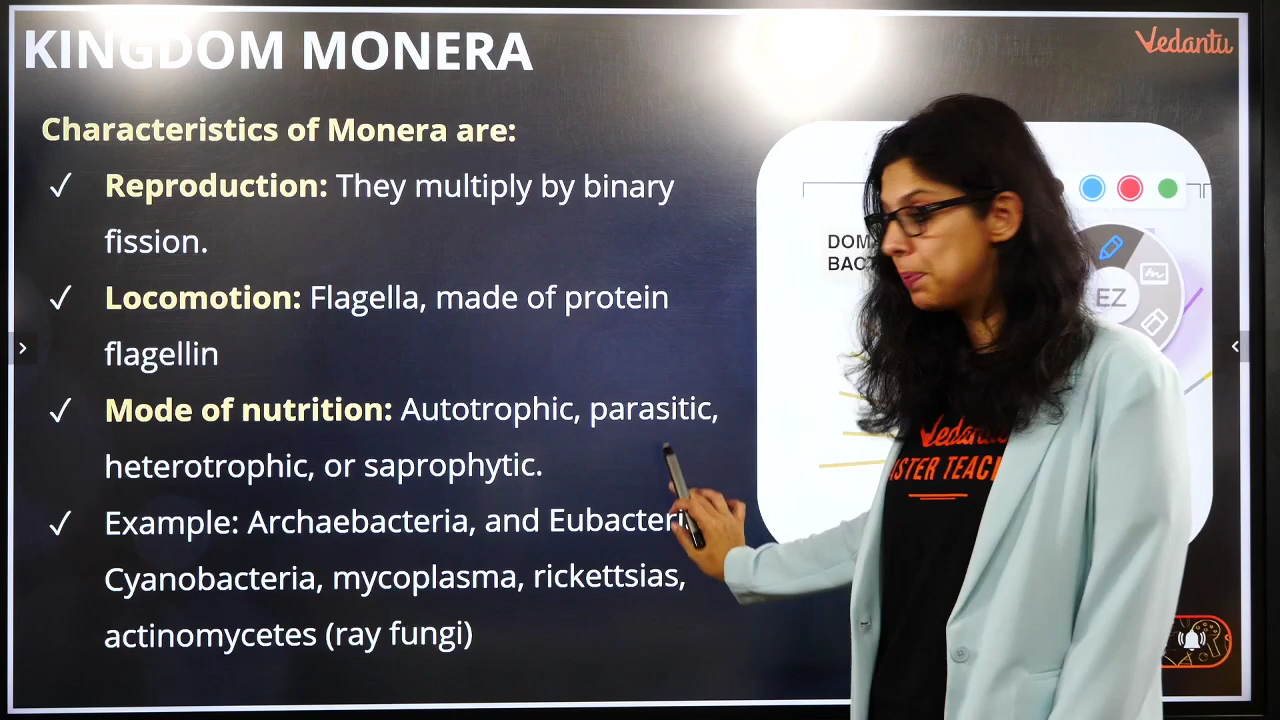 KINGDOM MONERA
Vedantu
Characteristics of Monera are:
✓ Reproduction: They multiply by binary
fission.
✓ Locomotion: Flagella, made of protein
flagellin
✓ Mode of nutrition: Autotrophic, parasitic,
heterotrophic, or saprophytic.
✓ Example: Archaebacteria, and Eubacteri
Cyanobacteria, mycoplasma, rickettsias,
actinomycetes (ray fungi)
EZ
Vedantu